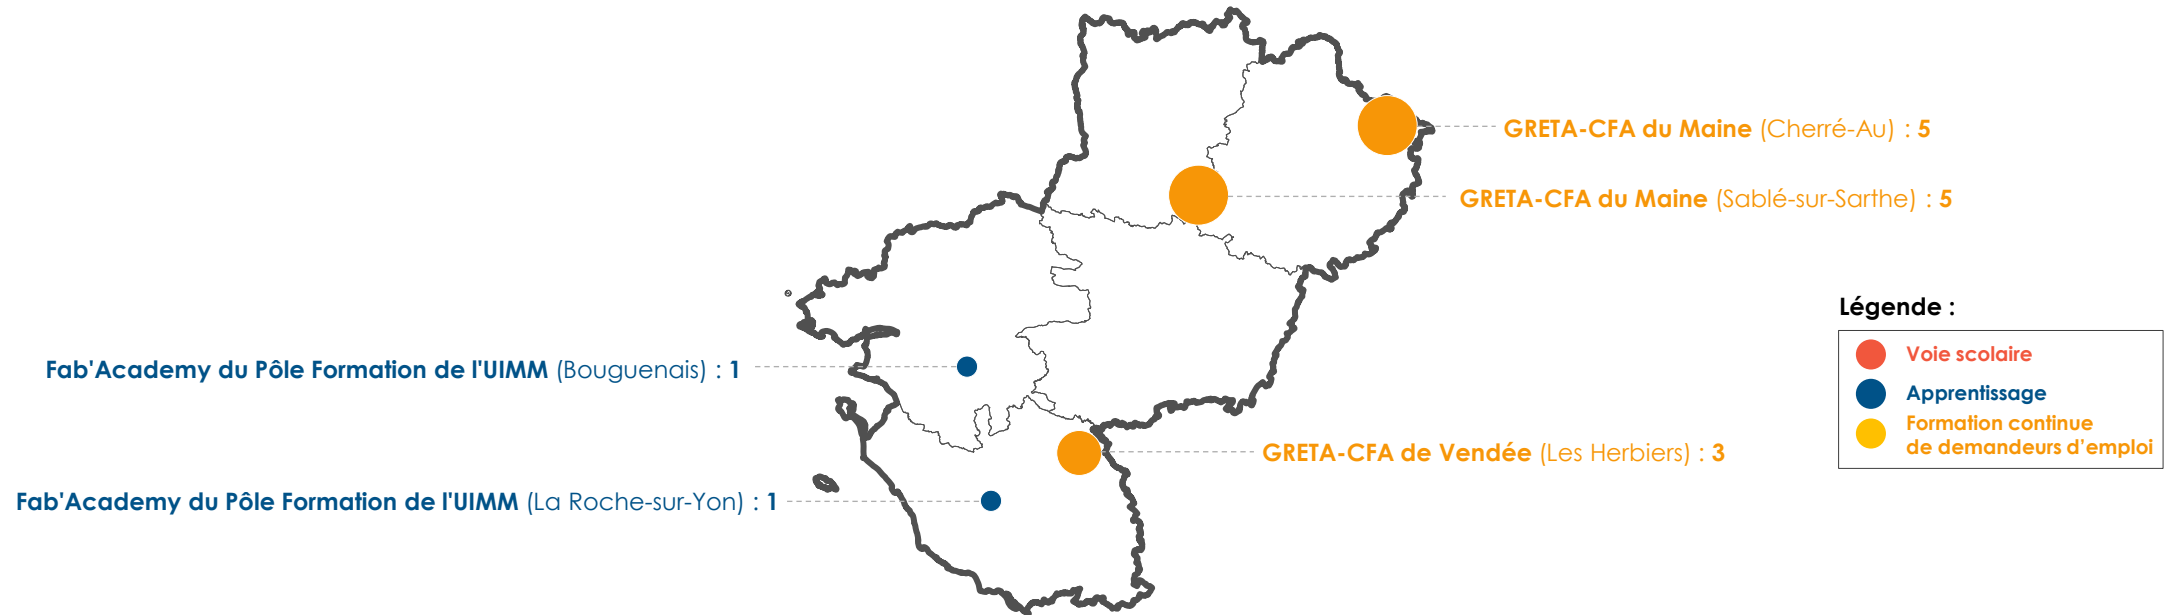 GRETA-CFA du Maine (Cherré-Au) : 5
GRETA-CFA du Maine (Sablé-sur-Sarthe) : 5
Légende :
Voie scolaire
Apprentissage
Formation continue
de demandeurs d'emploi
Fab'Academy du Pôle Formation de l'UIMM (Bouguenais) : 1
GRETA-CFA de Vendée (Les Herbiers) : 3
Fab'Academy du Pôle Formation de l'UIMM (La Roche-sur-Yon) : 1